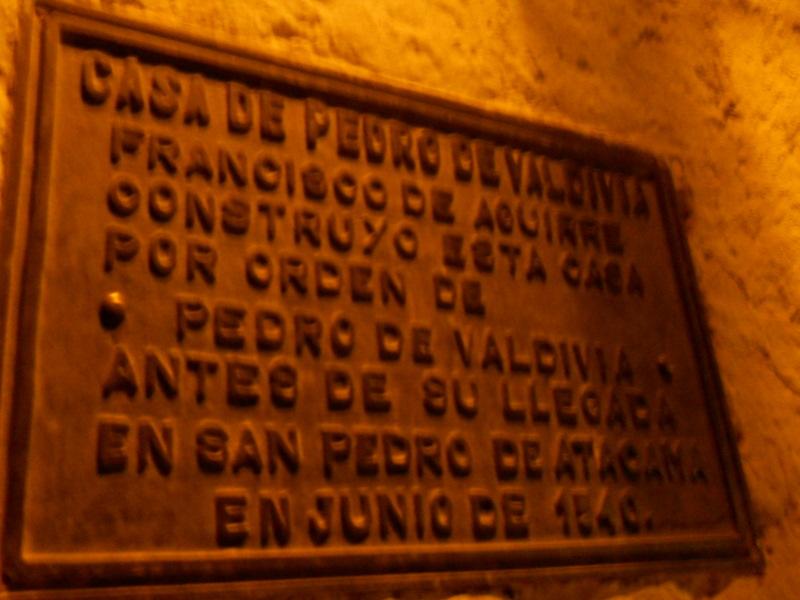 CASA DE PEDRO DE VALDIVIA
FRANCISCO DE AGUIRRE
CONSTRUYO ESTA CASA
POR ORDEN DE
PEDRO DE VALDIVIA
ANTES DE SU LLEGADA
EN SAN PEDRO DE ATACAMA
EN JUNIO DE 1540.